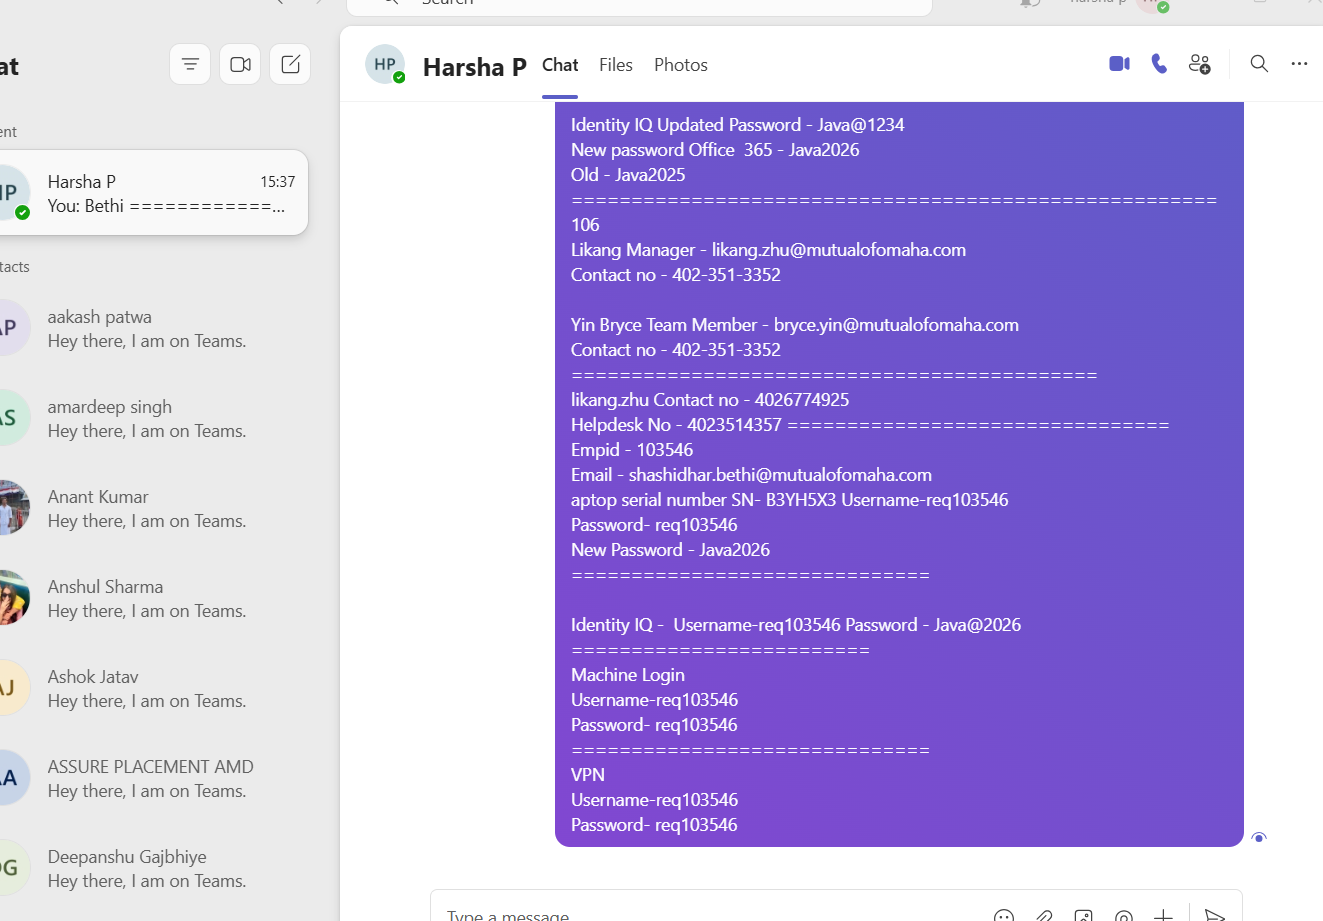 at
Harsha P
Chat
Files
Photos
ent
Harsha P
15:37
You: Bethi ============...
tacts
aakash patwa
Hey there, I am on Teams.
amardeep singh
Hey there, I am on Teams.
Anant Kumar
Hey there, I am on Teams.
Anshul Sharma
Hey there, I am on Teams.
Ashok Jatav
Hey there, I am on Teams.
ASSURE PLACEMENT AMD
Hey there, I am on Teams.
Deepanshu Gajbhiye
Hey there, I am on Teams.
HP
Identity IQ Updated Password - Java@1234
New password Office  365 - Java2026
Old - Java2025
======================================================
106
Likang Manager - likang.zhu@mutualofomaha.com
Contact no - 402-351-3352
Yin Bryce Team Member - bryce.yin@mutualofomaha.com
Contact no - 402-351-3352
============================================
likang.zhu Contact no - 4026774925
Helpdesk No - 4023514357 ================================
Empid - 103546
Email - shashidhar.bethi@mutualofomaha.com
aptop serial number SN- B3YH5X3 Username-req103546
Password- req103546
New Password - Java2026
==============================
Identity IQ -  Username-req103546 Password - Java@2026
=========================
Machine Login
Username-req103546
Password- req103546
==============================
VPN
Username-req103546
Password- req103546
Type a message